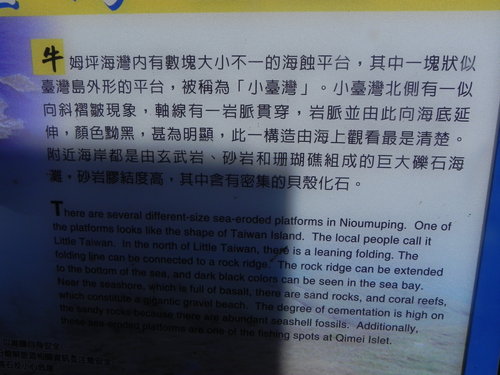 牛姆坪海灣內有數塊大小不一的海蝕平台，其中一塊狀似
臺灣島外形的平台，被稱為「小臺灣」。小臺灣北側有一似
向斜褶皺現象，軸線有一岩脈貫穿，岩脈並由此向海底延
伸，顏色黝黑，甚為明顯，此一構造由海上觀看最是清楚。
附近海岸都是由玄武岩、砂岩和珊瑚礁組成的巨大礫石海
灘，砂岩膠結度高，其中含有密集的貝殼化石。
There are several different-size sea-eroded platforms in Nioumuping. One of
the platforms looks like the shape of Taiwan Island. The local people call it
Little Taiwan. In the north of Little Taiwan, there is a leaning folding. The
folding line can be connected to a rock ridge. The rock ridge can be extended
to the bottom of the sea, and dark black colors can be seen in the sea bay.
Near the seashore, which is full of basalt, there are sand rocks, and coral reefs,
which constitute a gigantic gravel beach. The degree of cementation is high on
the sandy rocks because there are abundant seashell fossils. Additionally,
these sea-eroded platforms are one of the fishing spots at Qimei Islet.